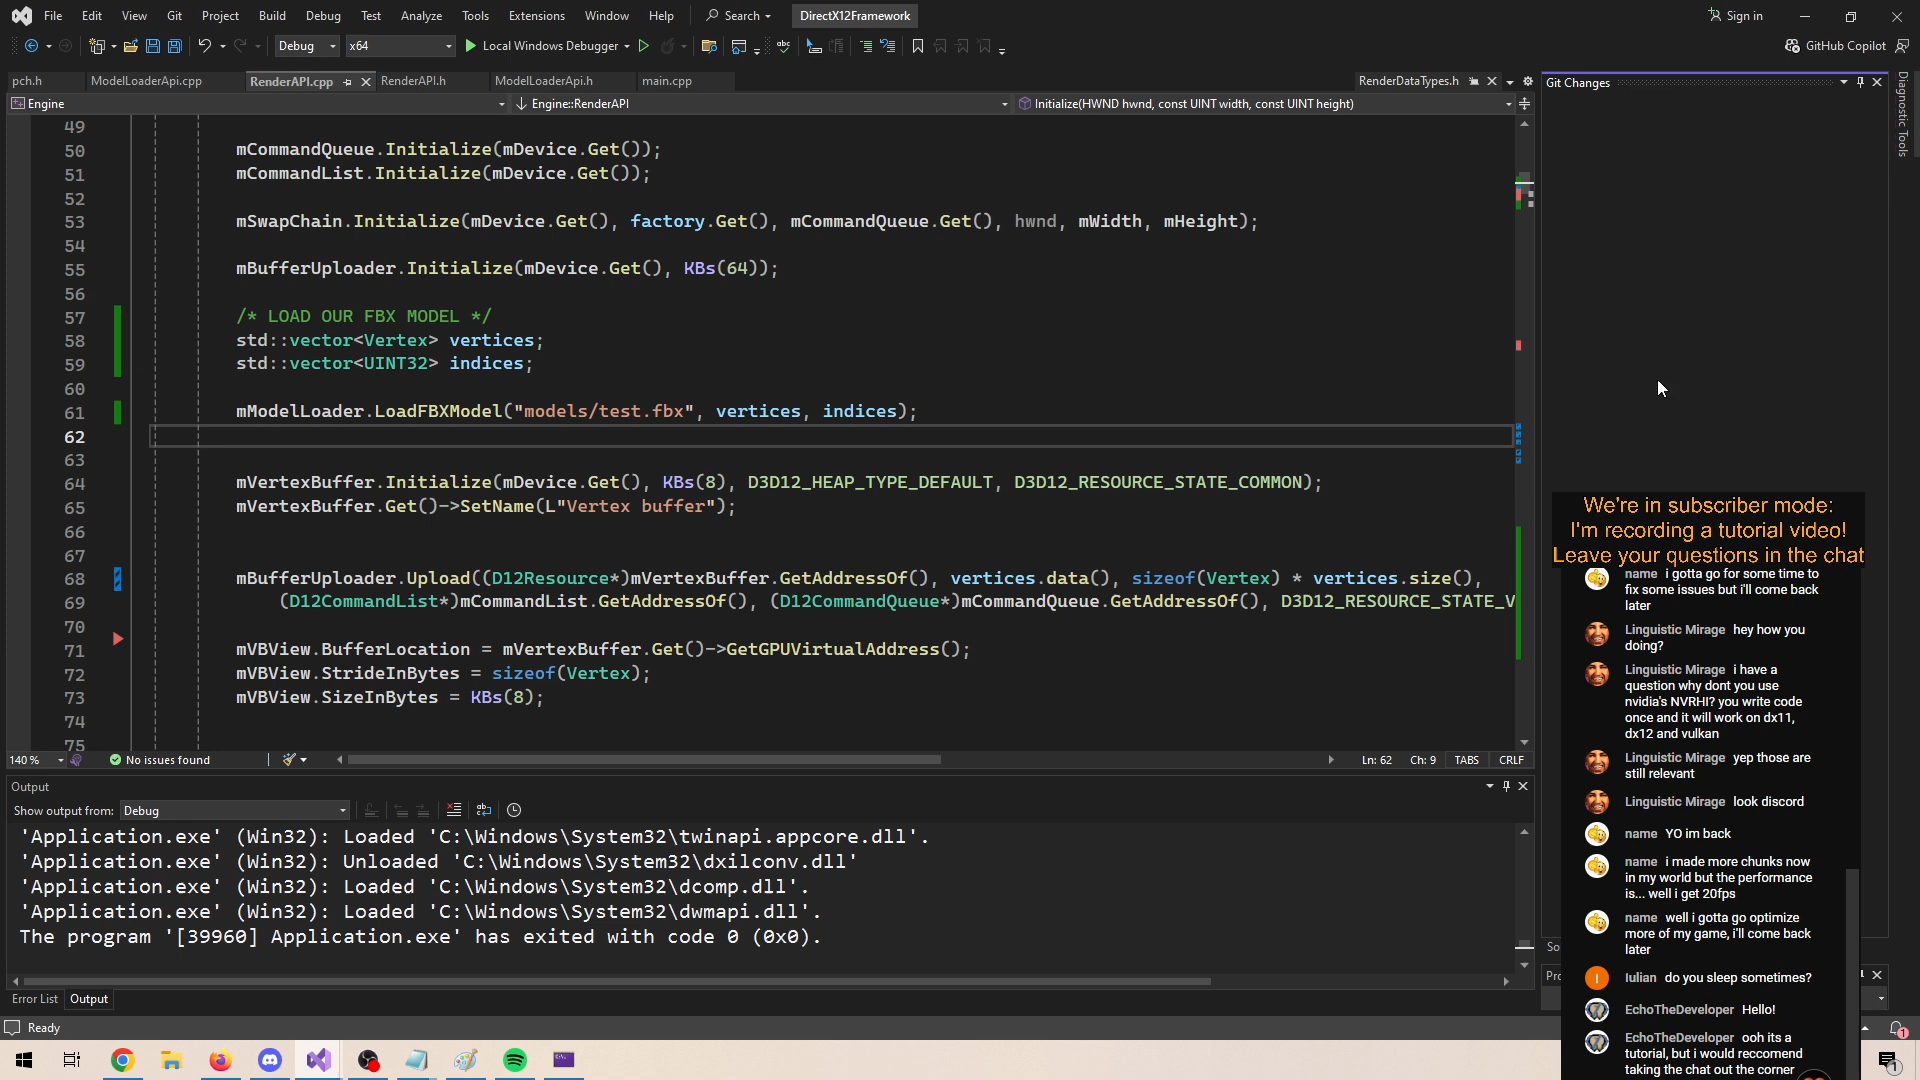 File Edit View Git Project Build Debug Test Analyze Tools Extensions Window Help Search DirectX12Framework Sign in
Debug x64 Local Windows Debugger GitHub Copilot
pch.h ModelLoaderApi.cpp RenderAPI.cpp RenderAPI.h ModelLoaderApi.h main.cpp RenderDataTypes.h Git Changes
Engine Engine::RenderAPI Initialize(HWND hwnd, const UINT width, const UINT height)
Diagnostic Tools
49
50 mCommandQueue.Initialize(mDevice.Get());
51 mCommandList.Initialize(mDevice.Get());
52
53 mSwapChain.Initialize(mDevice.Get(), factory.Get(), mCommandQueue.Get(), hwnd, mWidth, mHeight);
54
55 mBufferUploader.Initialize(mDevice.Get(), KBs(64));
56
57 /* LOAD OUR FBX MODEL */
58 std::vector<Vertex> vertices;
59 std::vector<UINT32> indices;
60
61 mModelLoader.LoadFBXModel("models/test.fbx", vertices, indices);
62
63
64 mVertexBuffer.Initialize(mDevice.Get(), KBs(8), D3D12_HEAP_TYPE_DEFAULT, D3D12_RESOURCE_STATE_COMMON);
65 mVertexBuffer.Get()->SetName(L"Vertex buffer");
66
67
68 mBufferUploader.Upload((D12Resource*)mVertexBuffer.GetAddressOf(), vertices.data(), sizeof(Vertex) * vertices.size(),
69 (D12CommandList*)mCommandList.GetAddressOf(), (D12CommandQueue*)mCommandQueue.GetAddressOf(), D3D12_RESOURCE_STATE_V
70
71 mVBView.BufferLocation = mVertexBuffer.Get()->GetGPUVirtualAddress();
72 mVBView.StrideInBytes = sizeof(Vertex);
73 mVBView.SizeInBytes = KBs(8);
74
75
140 % No issues found Ln: 62 Ch: 9 TABS CRLF
Output
Show output from: Debug
'Application.exe' (Win32): Loaded 'C:\Windows\System32\twinapi.appcore.dll'.
'Application.exe' (Win32): Unloaded 'C:\Windows\System32\dxilconv.dll'
'Application.exe' (Win32): Loaded 'C:\Windows\System32\dcomp.dll'.
'Application.exe' (Win32): Loaded 'C:\Windows\System32\dwmapi.dll'.
The program '[39960] Application.exe' has exited with code 0 (0x0).
Error List Output
Ready
We're in subscriber mode:
I'm recording a tutorial video!
Leave your questions in the chat
name i gotta go for some time to
fix some issues but i'll come back
later
Linguistic Mirage hey how you
doing?
Linguistic Mirage i have a
question why dont you use
nvidia's NVRHI? you write code
once and it will work on dx11,
dx12 and vulkan
Linguistic Mirage yep those are
still relevant
Linguistic Mirage look discord
name YO im back
name i made more chunks now
in my world but the performance
is... well i get 20fps
name well i gotta go optimize
more of my game, i'll come back
later
So
Pro
I
Iulian do you sleep sometimes?
EchoTheDeveloper Hello!
EchoTheDeveloper ooh its a
tutorial, but i would reccomend
taking the chat out the corner
1
1